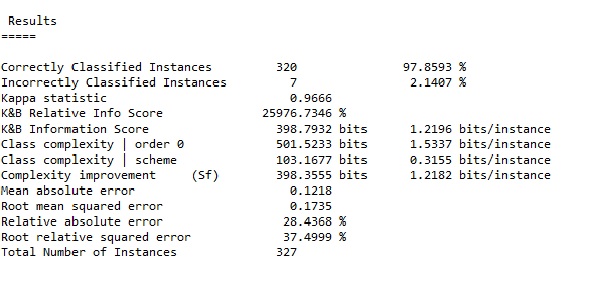 Results
=====
Correctly Classified Instances 320 97.8593 %
Incorrectly Classified Instances 7 2.1407 %
Kappa statistic 0.9666
K&B Relative Info Score 25976.7346 %
K&B Information Score 398.7932 bits 1.2196 bits/instance
Class complexity | order 0 501.5233 bits 1.5337 bits/instance
Class complexity | scheme 103.1677 bits 0.3155 bits/instance
Complexity improvement (Sf) 398.3555 bits 1.2182 bits/instance
Mean absolute error 0.1218
Root mean squared error 0.1735
Relative absolute error 28.4368 %
Root relative squared error 37.4999 %
Total Number of Instances 327